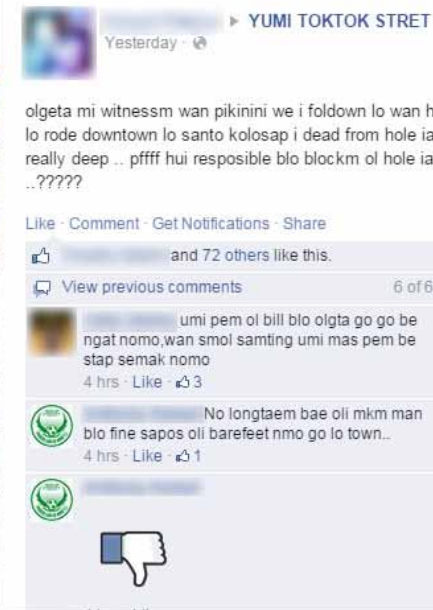 YUMI TOKTOK STRET
Yesterday
olgeta mi witnessm wan pikinini we i foldown lo wan h
lo rode downtown lo santo kolosap i dead from hole ia
really deep .. pffff hui resposible blo blockm ol hole ia
..?????
Like · Comment · Get Notifications · Share
and 72 others like this.
View previous comments 6 of 6
umi pem ol bill blo olgta go go be
ngat nomo,wan smol samting umi mas pem be
stap semak nomo
4 hrs · Like · 3
No longtaem bae oli mkm man
blo fine sapos oli barefeet nmo go lo town..
4 hrs · Like · 1